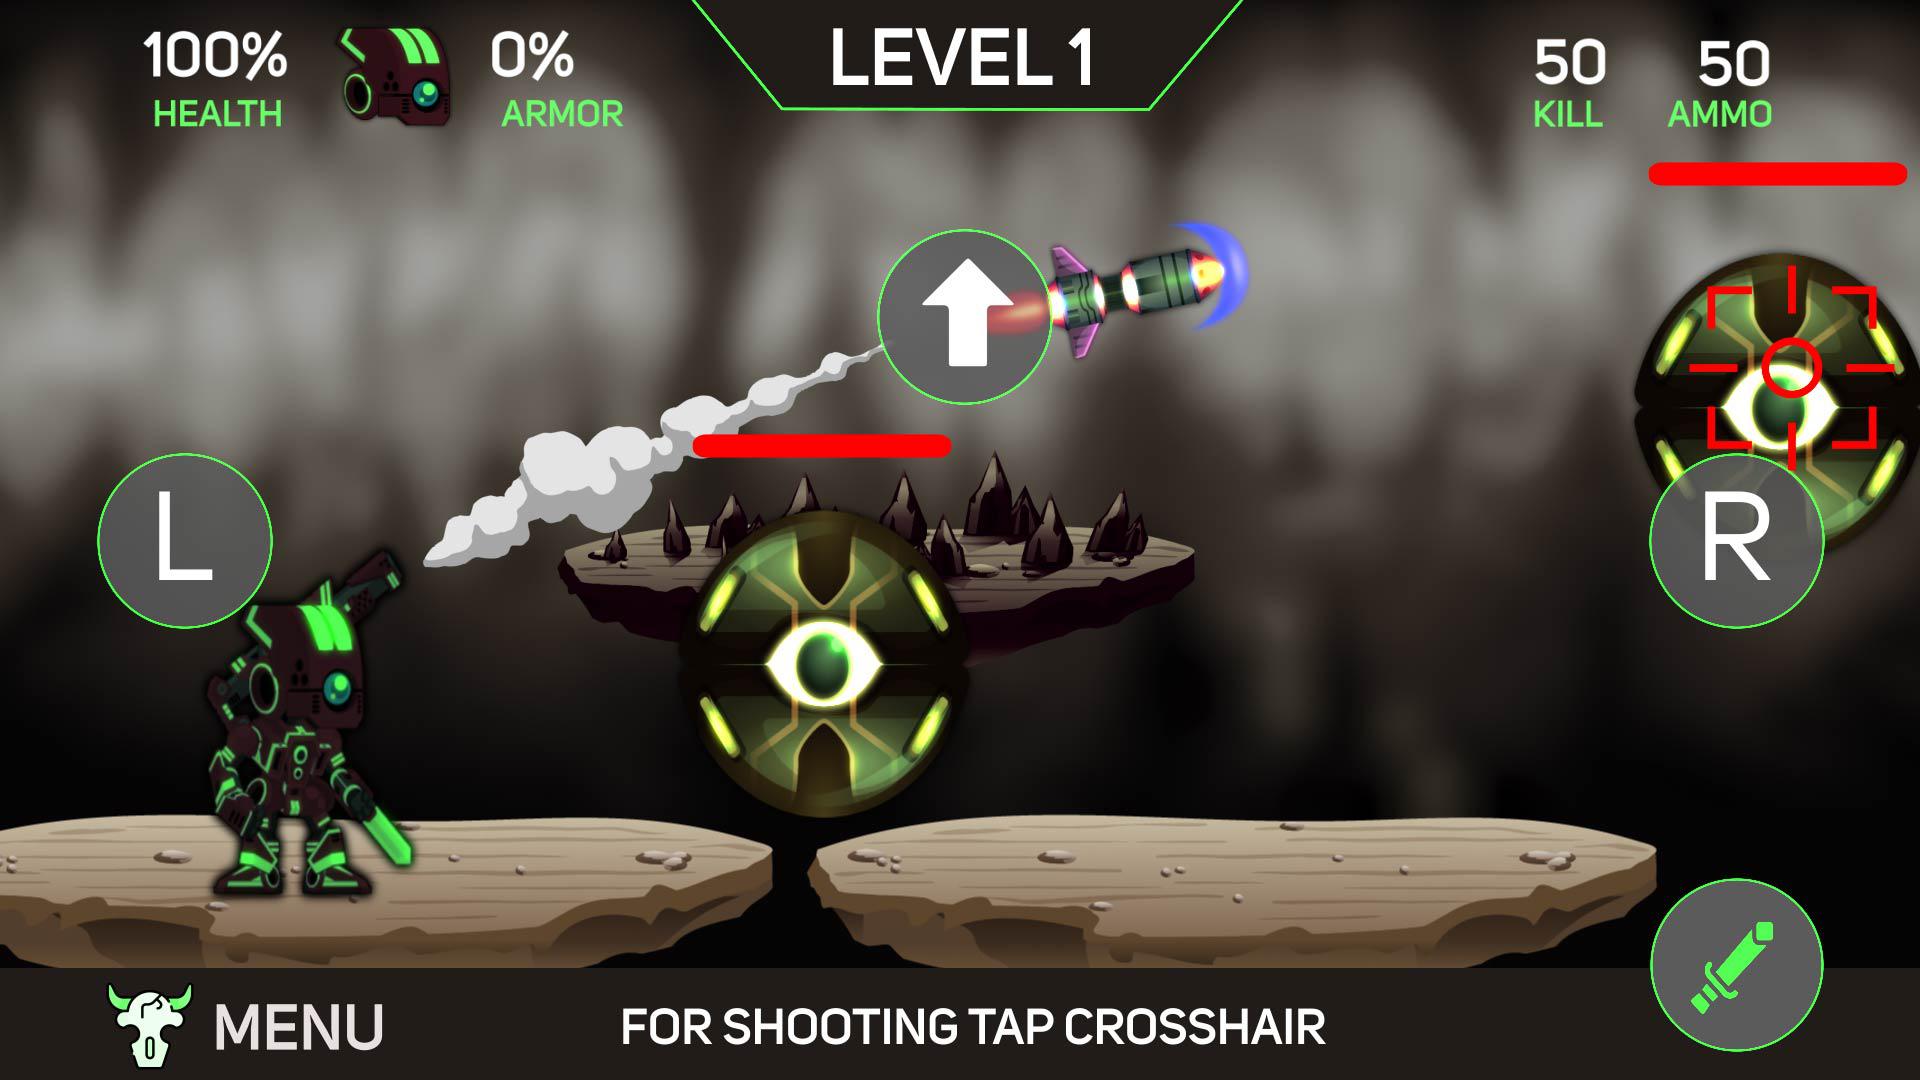 100%
HEALTH
0%
ARMOR
LEVEL 1
50
KILL
50
AMMO
L
R
MENU
FOR SHOOTING TAP CROSSHAIR